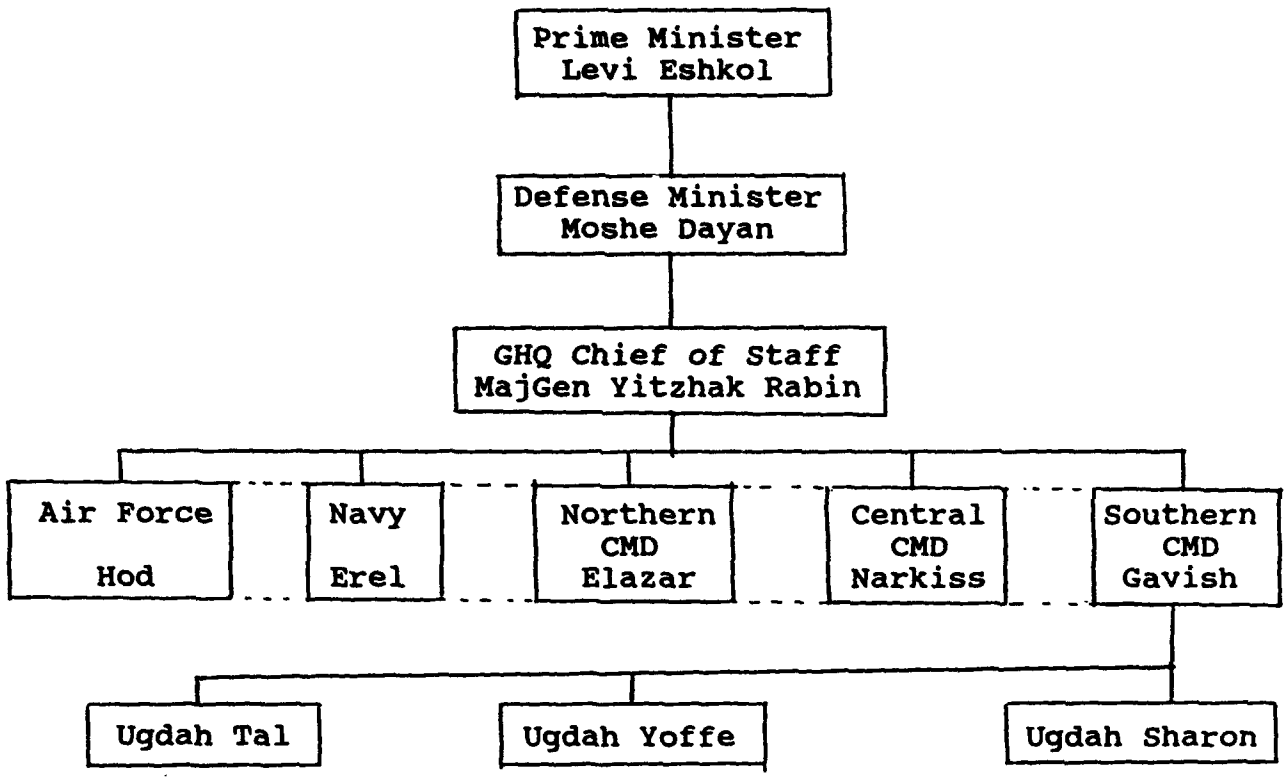 Prime Minister
Levi Eshkol
Defense Minister
Moshe Dayan
GHQ Chief of Staff
MajGen Yitzhak Rabin
Air Force
Hod
Navy
Erel
Northern
CMD
Elazar
Central
CMD
Narkiss
Southern
CMD
Gavish
Ugdah Tal
Ugdah Yoffe
Ugdah Sharon